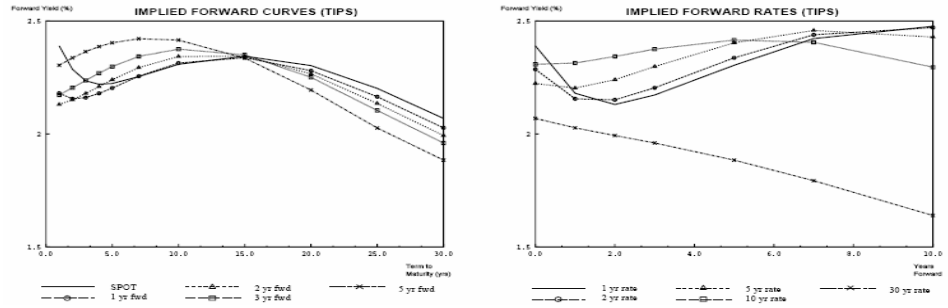 Forward Yield (%)
IMPLIED FORWARD CURVES (TIPS)
2.5
2
1.5
0.0 5.0 10.0 15.0 20.0 25.0 30.0
Term to
Maturity (yrs)
SPOT
2 yr fwd
5 yr fwd
1 yr fwd
3 yr fwd
Forward Yield (%)
IMPLIED FORWARD RATES (TIPS)
2.5
2
1.5
0.0 2.0 4.0 6.0 8.0 10.0
Years
Forward
1 yr rate
5 yr rate
30 yr rate
2 yr rate
10 yr rate